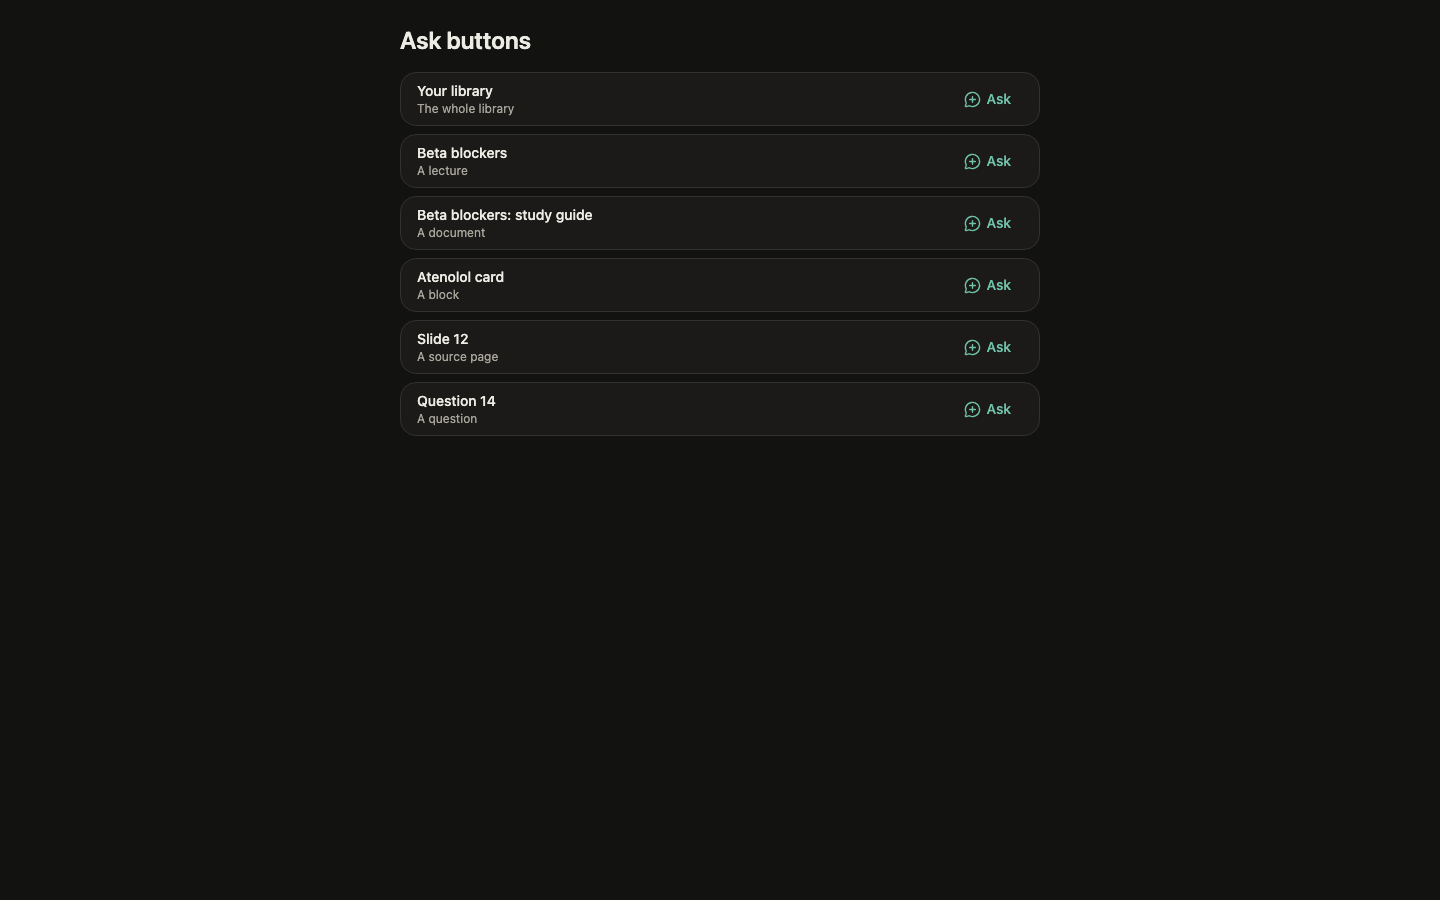 Ask buttons
Your library
The whole library
Ask
Beta blockers
A lecture
Ask
Beta blockers: study guide
A document
Ask
Atenolol card
A block
Ask
Slide 12
A source page
Ask
Question 14
A question
Ask